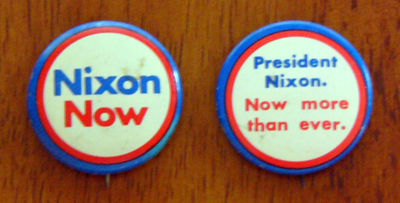 Nixon
Now
President
Nixon.
Now more
than ever.